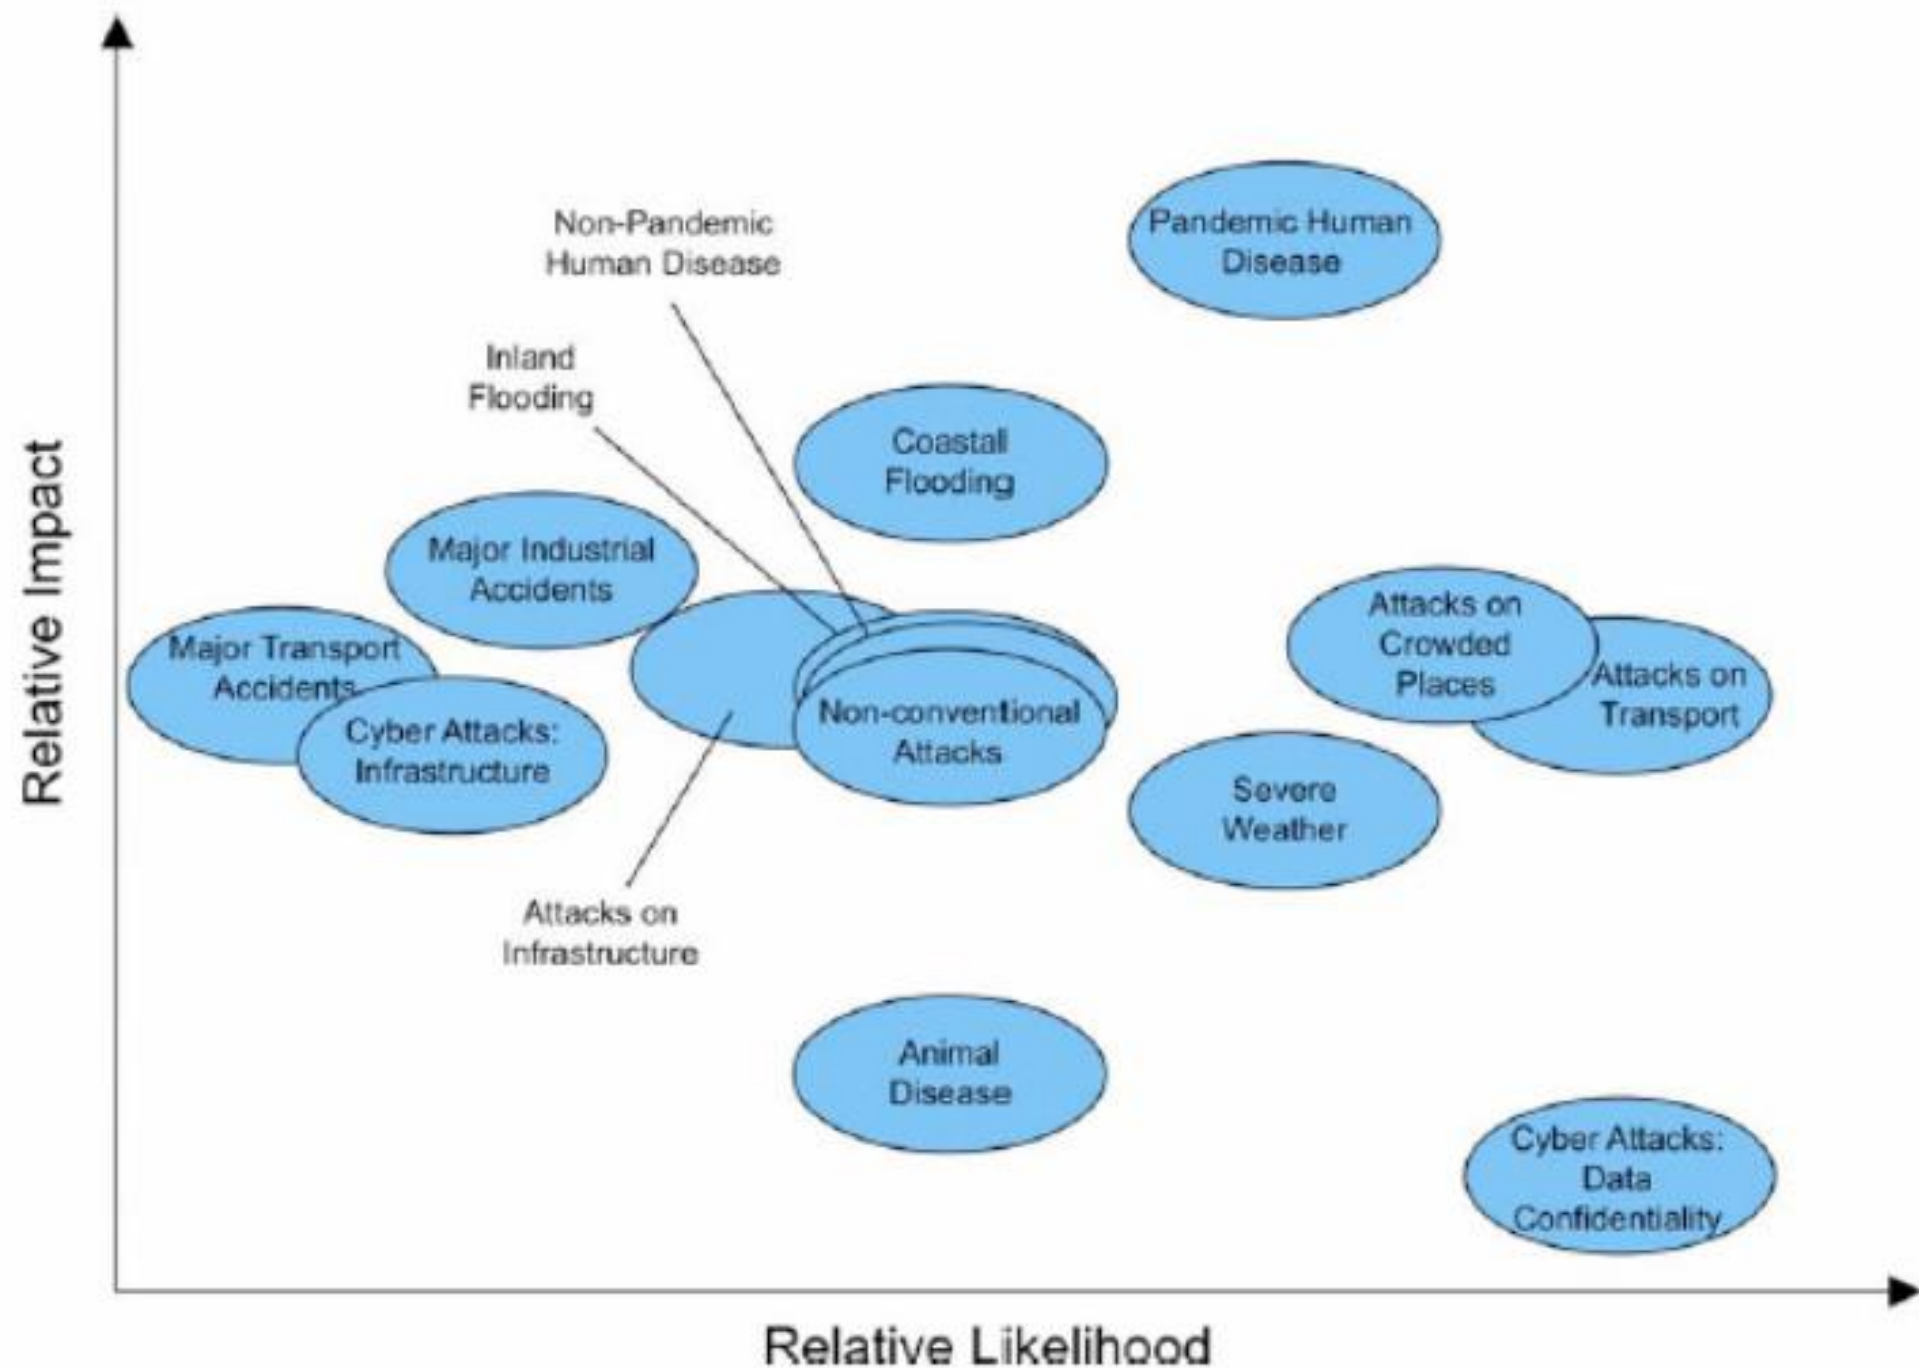 Non-Pandemic
Human Disease
Pandemic Human
Disease
Inland
Flooding
Coastall
Flooding
Major Industrial
Accidents
Attacks on
Crowded
Places
Major Transport
Accidents
Attacks on
Transport
Non-conventional
Attacks
Cyber Attacks:
Infrastructure
Severe
Weather
Attacks on
Infrastructure
Animal
Disease
Cyber Attacks:
Data
Confidentiality
Relative Impact
Relative Likelihood